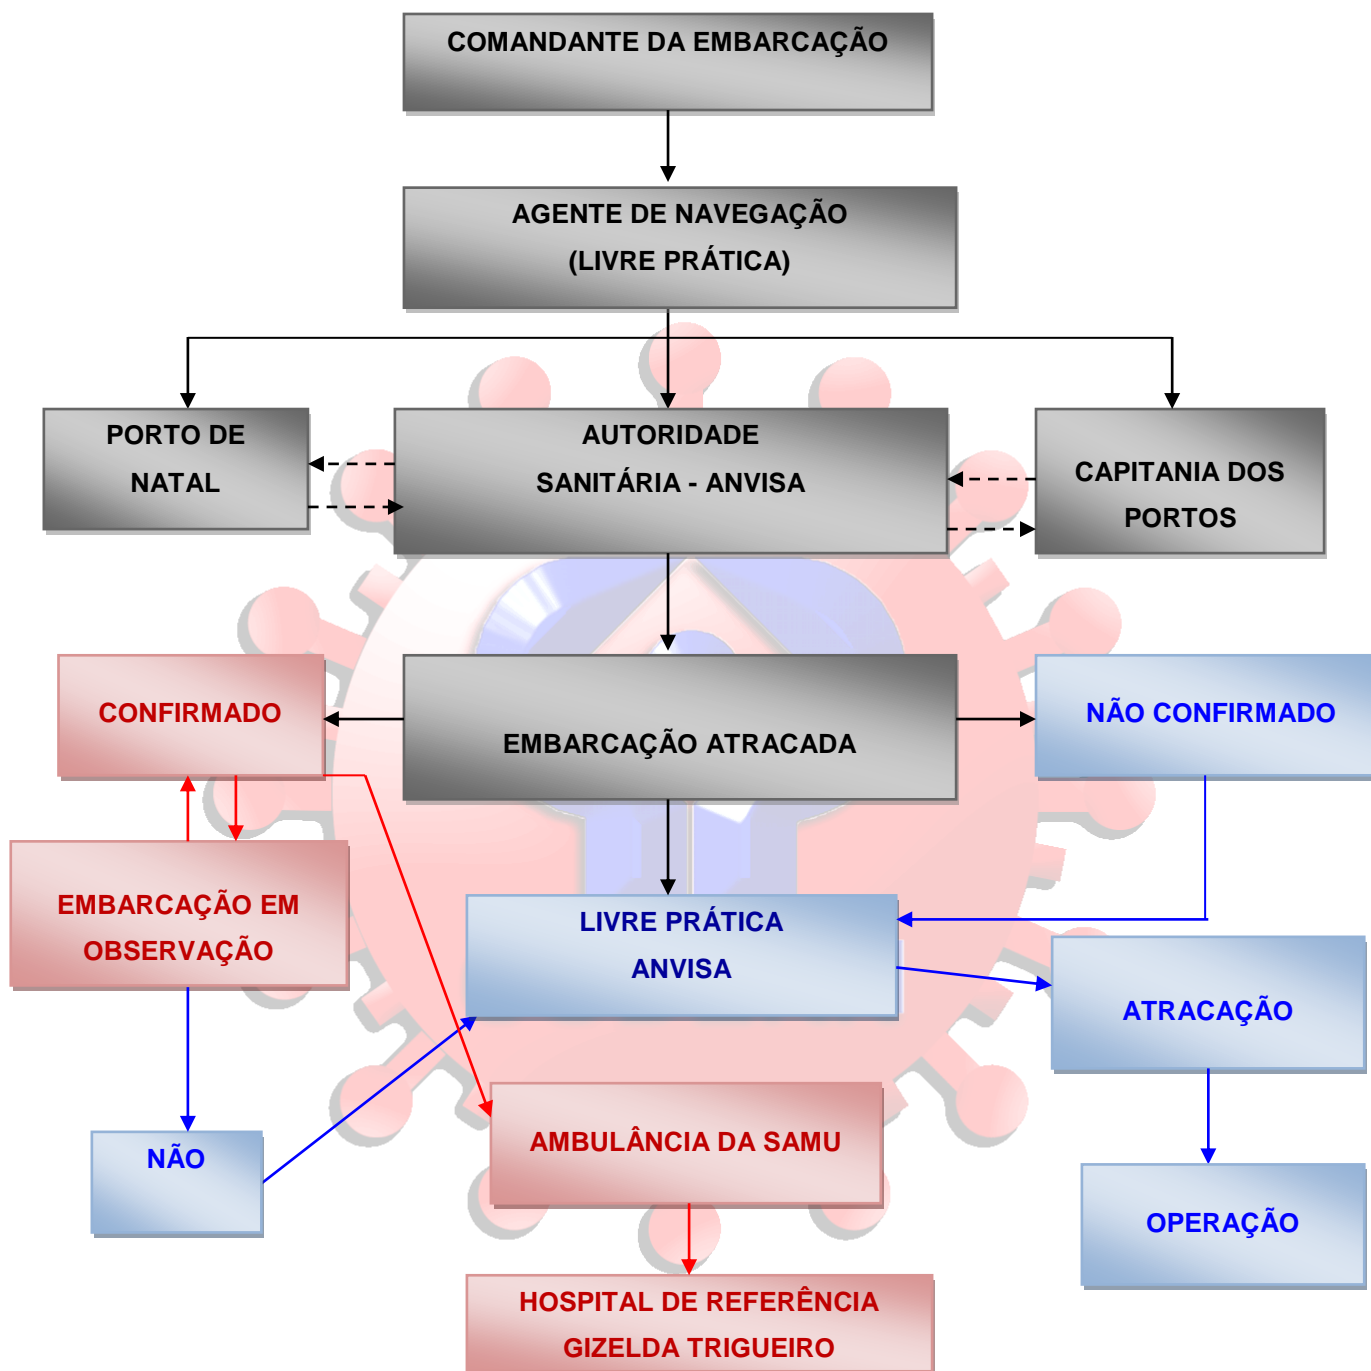 COMANDANTE DA EMBARCAÇÃO
AGENTE DE NAVEGAÇÃO
(LIVRE PRÁTICA)
PORTO DE
NATAL
AUTORIDADE
SANITÁRIA - ANVISA
CAPITANIA DOS
PORTOS
CONFIRMADO
EMBARCAÇÃO ATRACADA
NÃO CONFIRMADO
EMBARCAÇÃO EM
OBSERVAÇÃO
LIVRE PRÁTICA
ANVISA
ATRACAÇÃO
NÃO
AMBULÂNCIA DA SAMU
OPERAÇÃO
HOSPITAL DE REFERÊNCIA
GIZELDA TRIGUEIRO